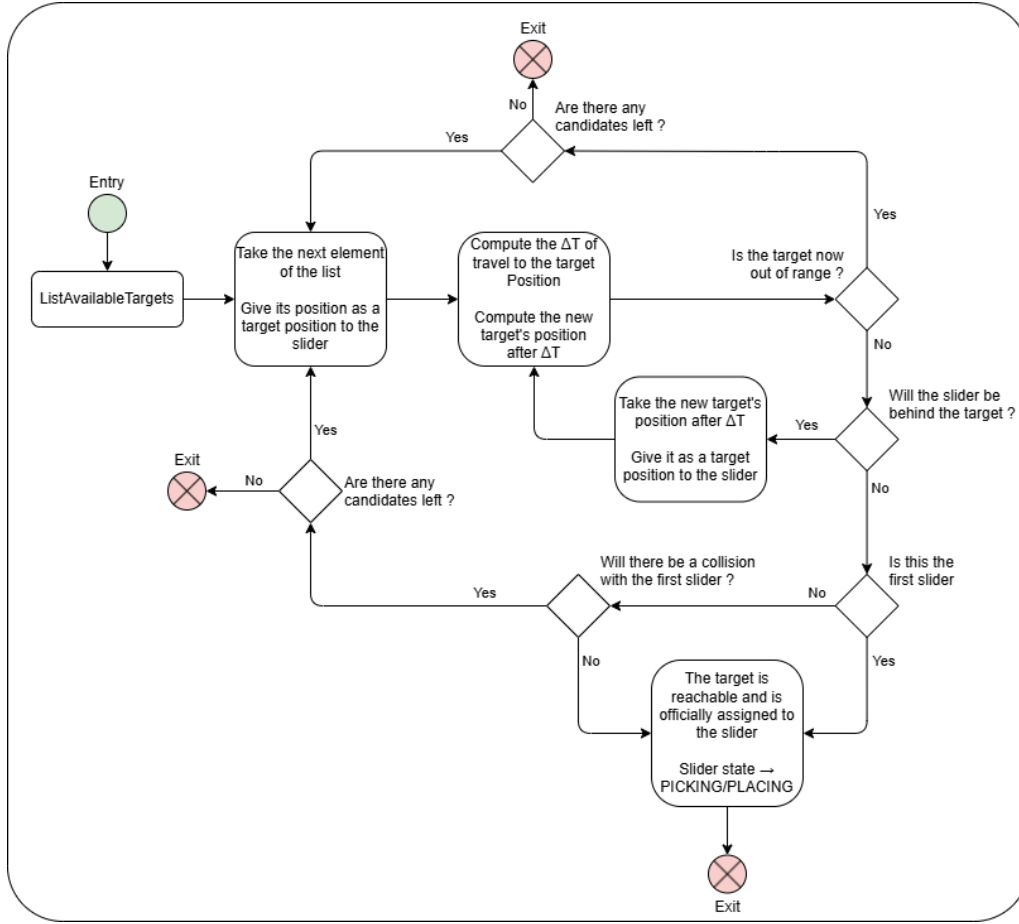 Exit
No
Are there any
candidates left ?
Yes
Entry
Yes
ListAvailableTargets
Take the next element
of the list
Give its position as a
target position to the
slider
Compute the ΔT of
travel to the target
Position
Compute the new
target's position
after ΔT
Is the target now
out of range ?
No
Take the new target's
position after ΔT
Give it as a target
position to the slider
Yes
Will the slider be
behind the target ?
Yes
Exit
No
Are there any
candidates left ?
No
Will there be a collision
with the first slider ?
Is this the
first slider
Yes
No
No
Yes
The target is
reachable and is
officially assigned to
the slider
Slider state →
PICKING/PLACING
Exit